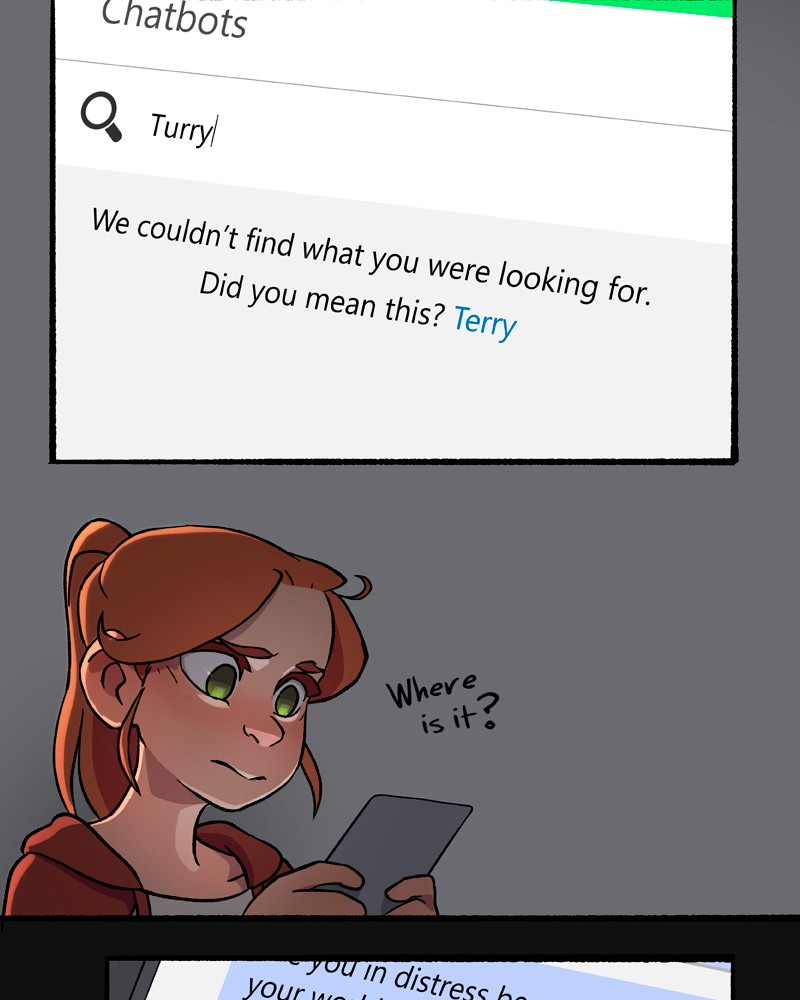 Chatbots
Turry
We couldn't find what you were looking for.
Did you mean this? Terry
Where
is it?
you in distress
your